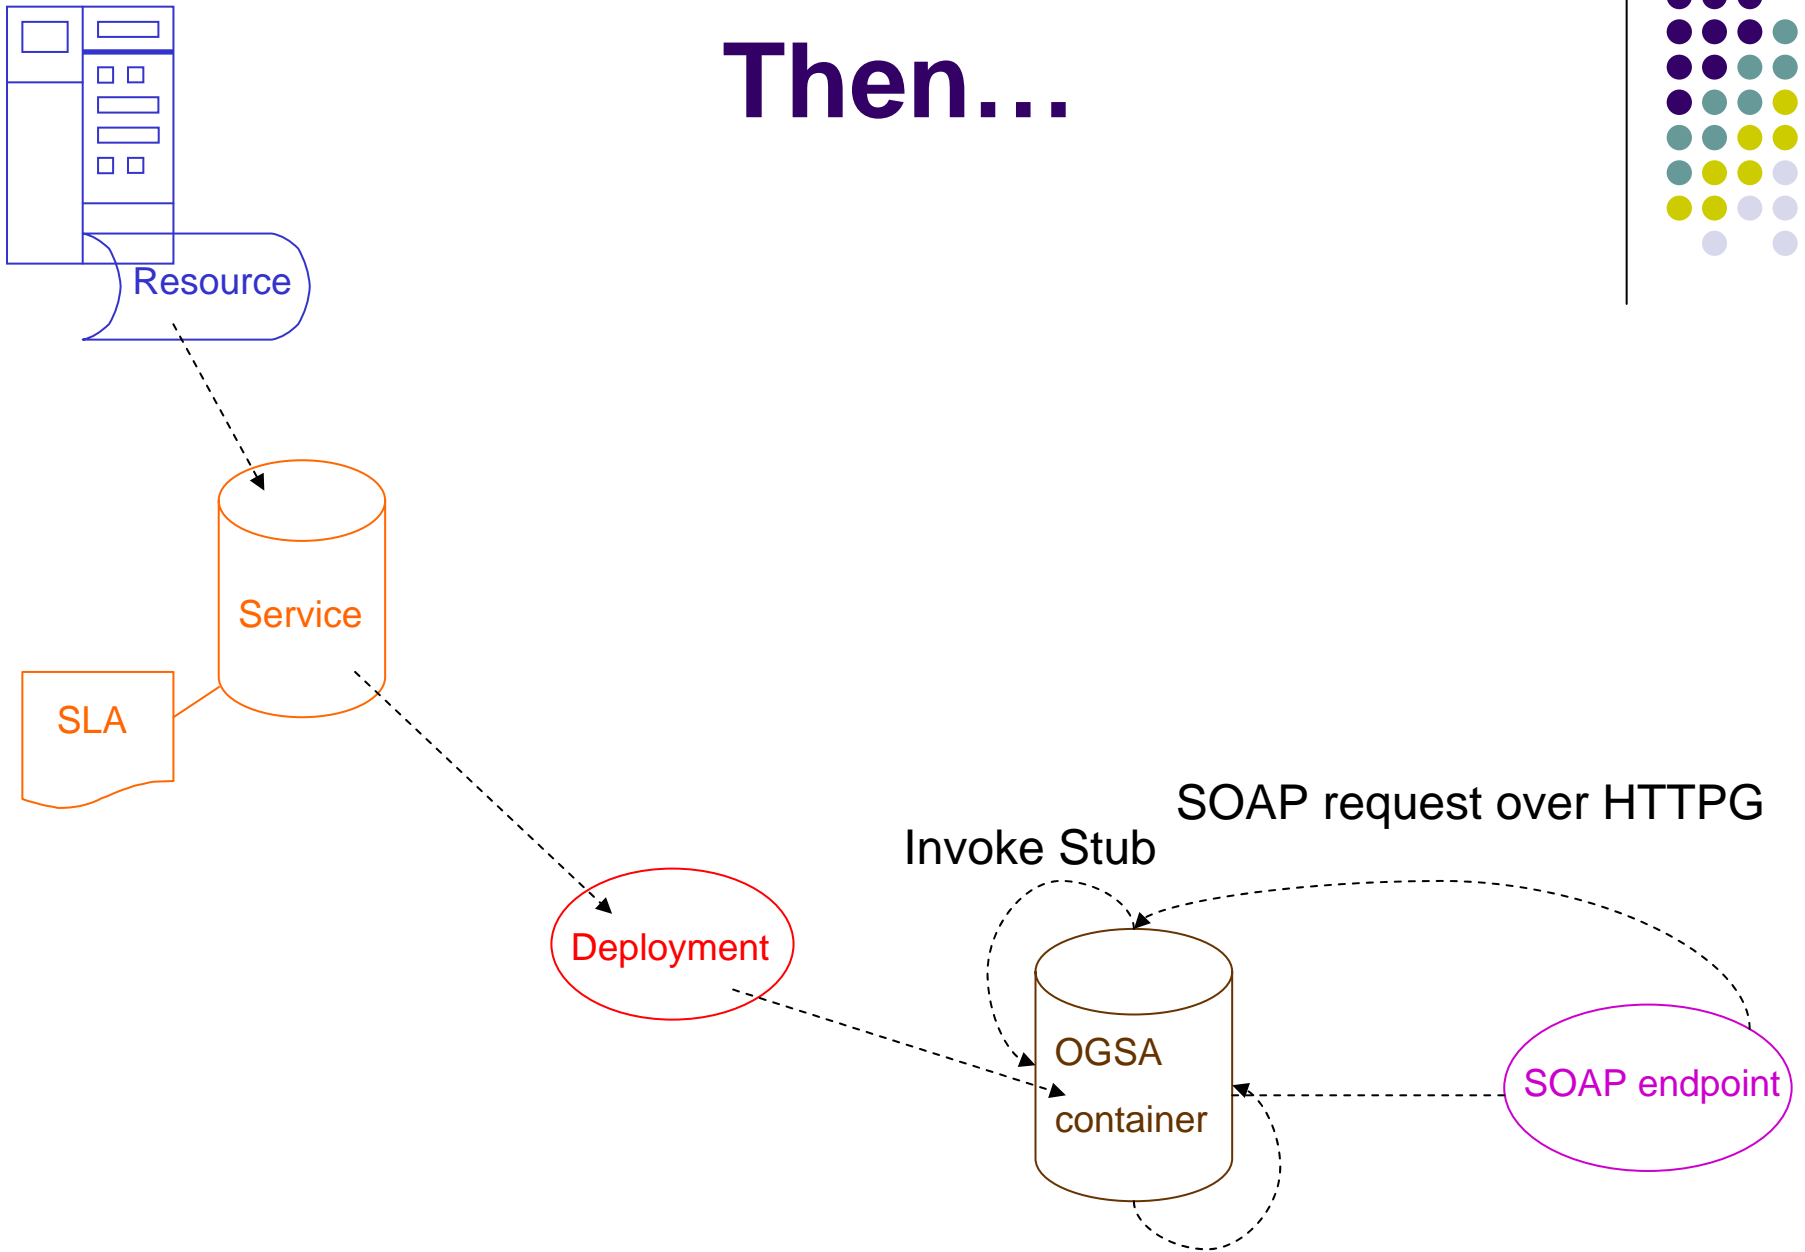 Then…
Resource
Service
SLA
SOAP request over HTTPG
Invoke Stub
Deployment
OGSA
container
SOAP endpoint